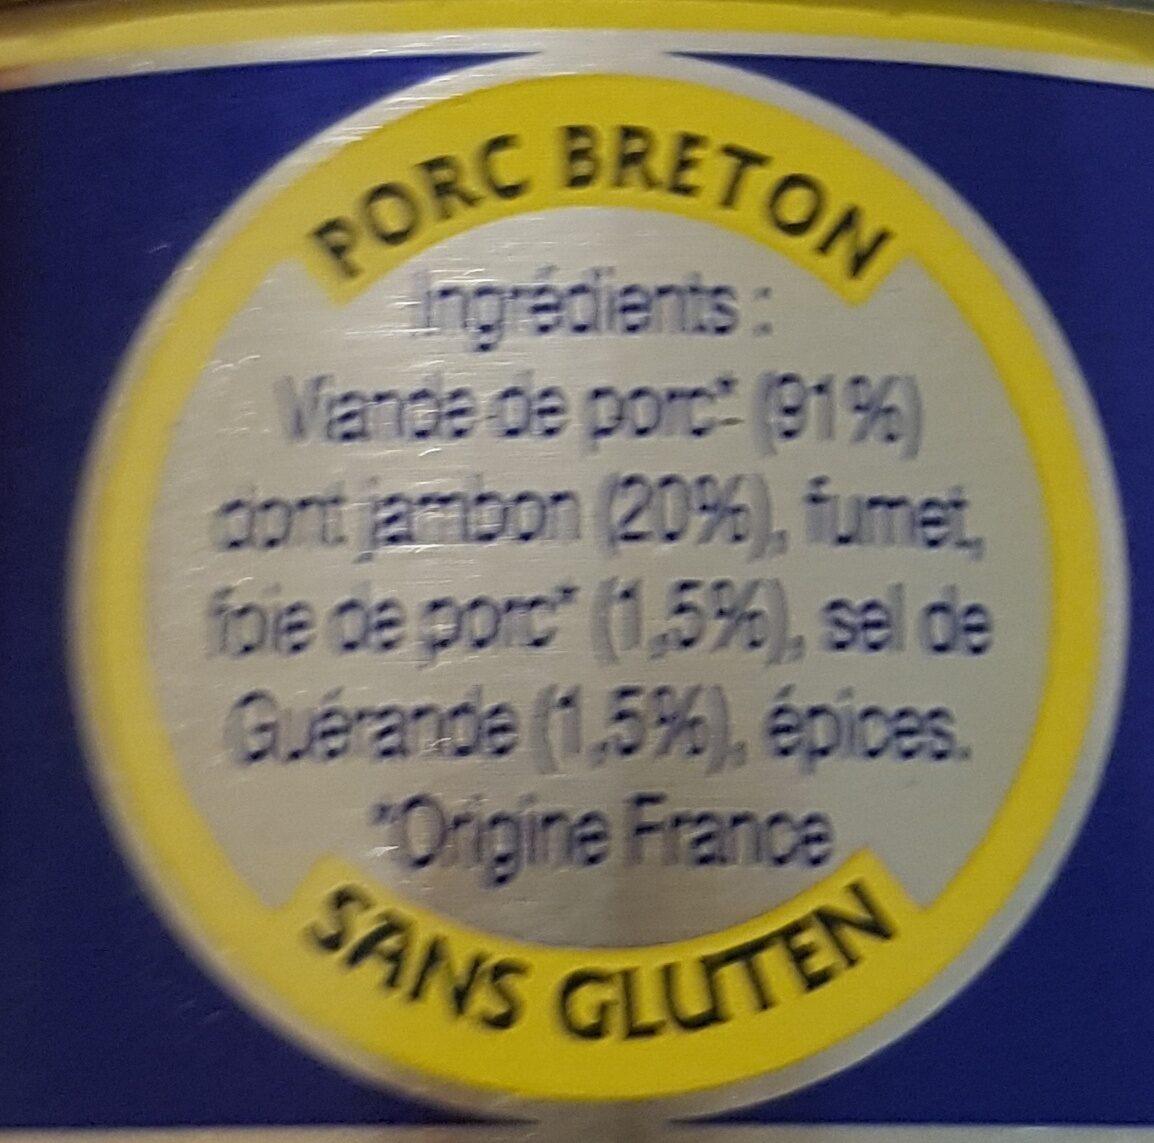 PORC BRETON
Ingrédients :
Viande de porc* (91%)
dont jambon (20%), fumet,
foie de porc* (1,5%), sel de
Guérande (1,5%), épices.
*Origine France
SANS GLUTEN